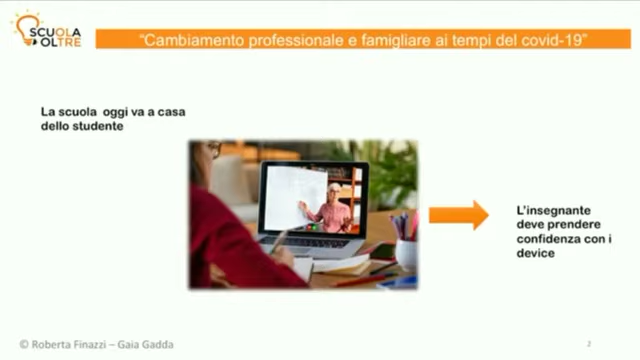 SCUOLA
OLTRE
“Cambiamento professionale e famigliare ai tempi del covid-19”
La scuola oggi va a casa
dello studente
L'insegnante
deve prendere
confidenza con i
device
© Roberta Finazzi – Gaia Gadda
2